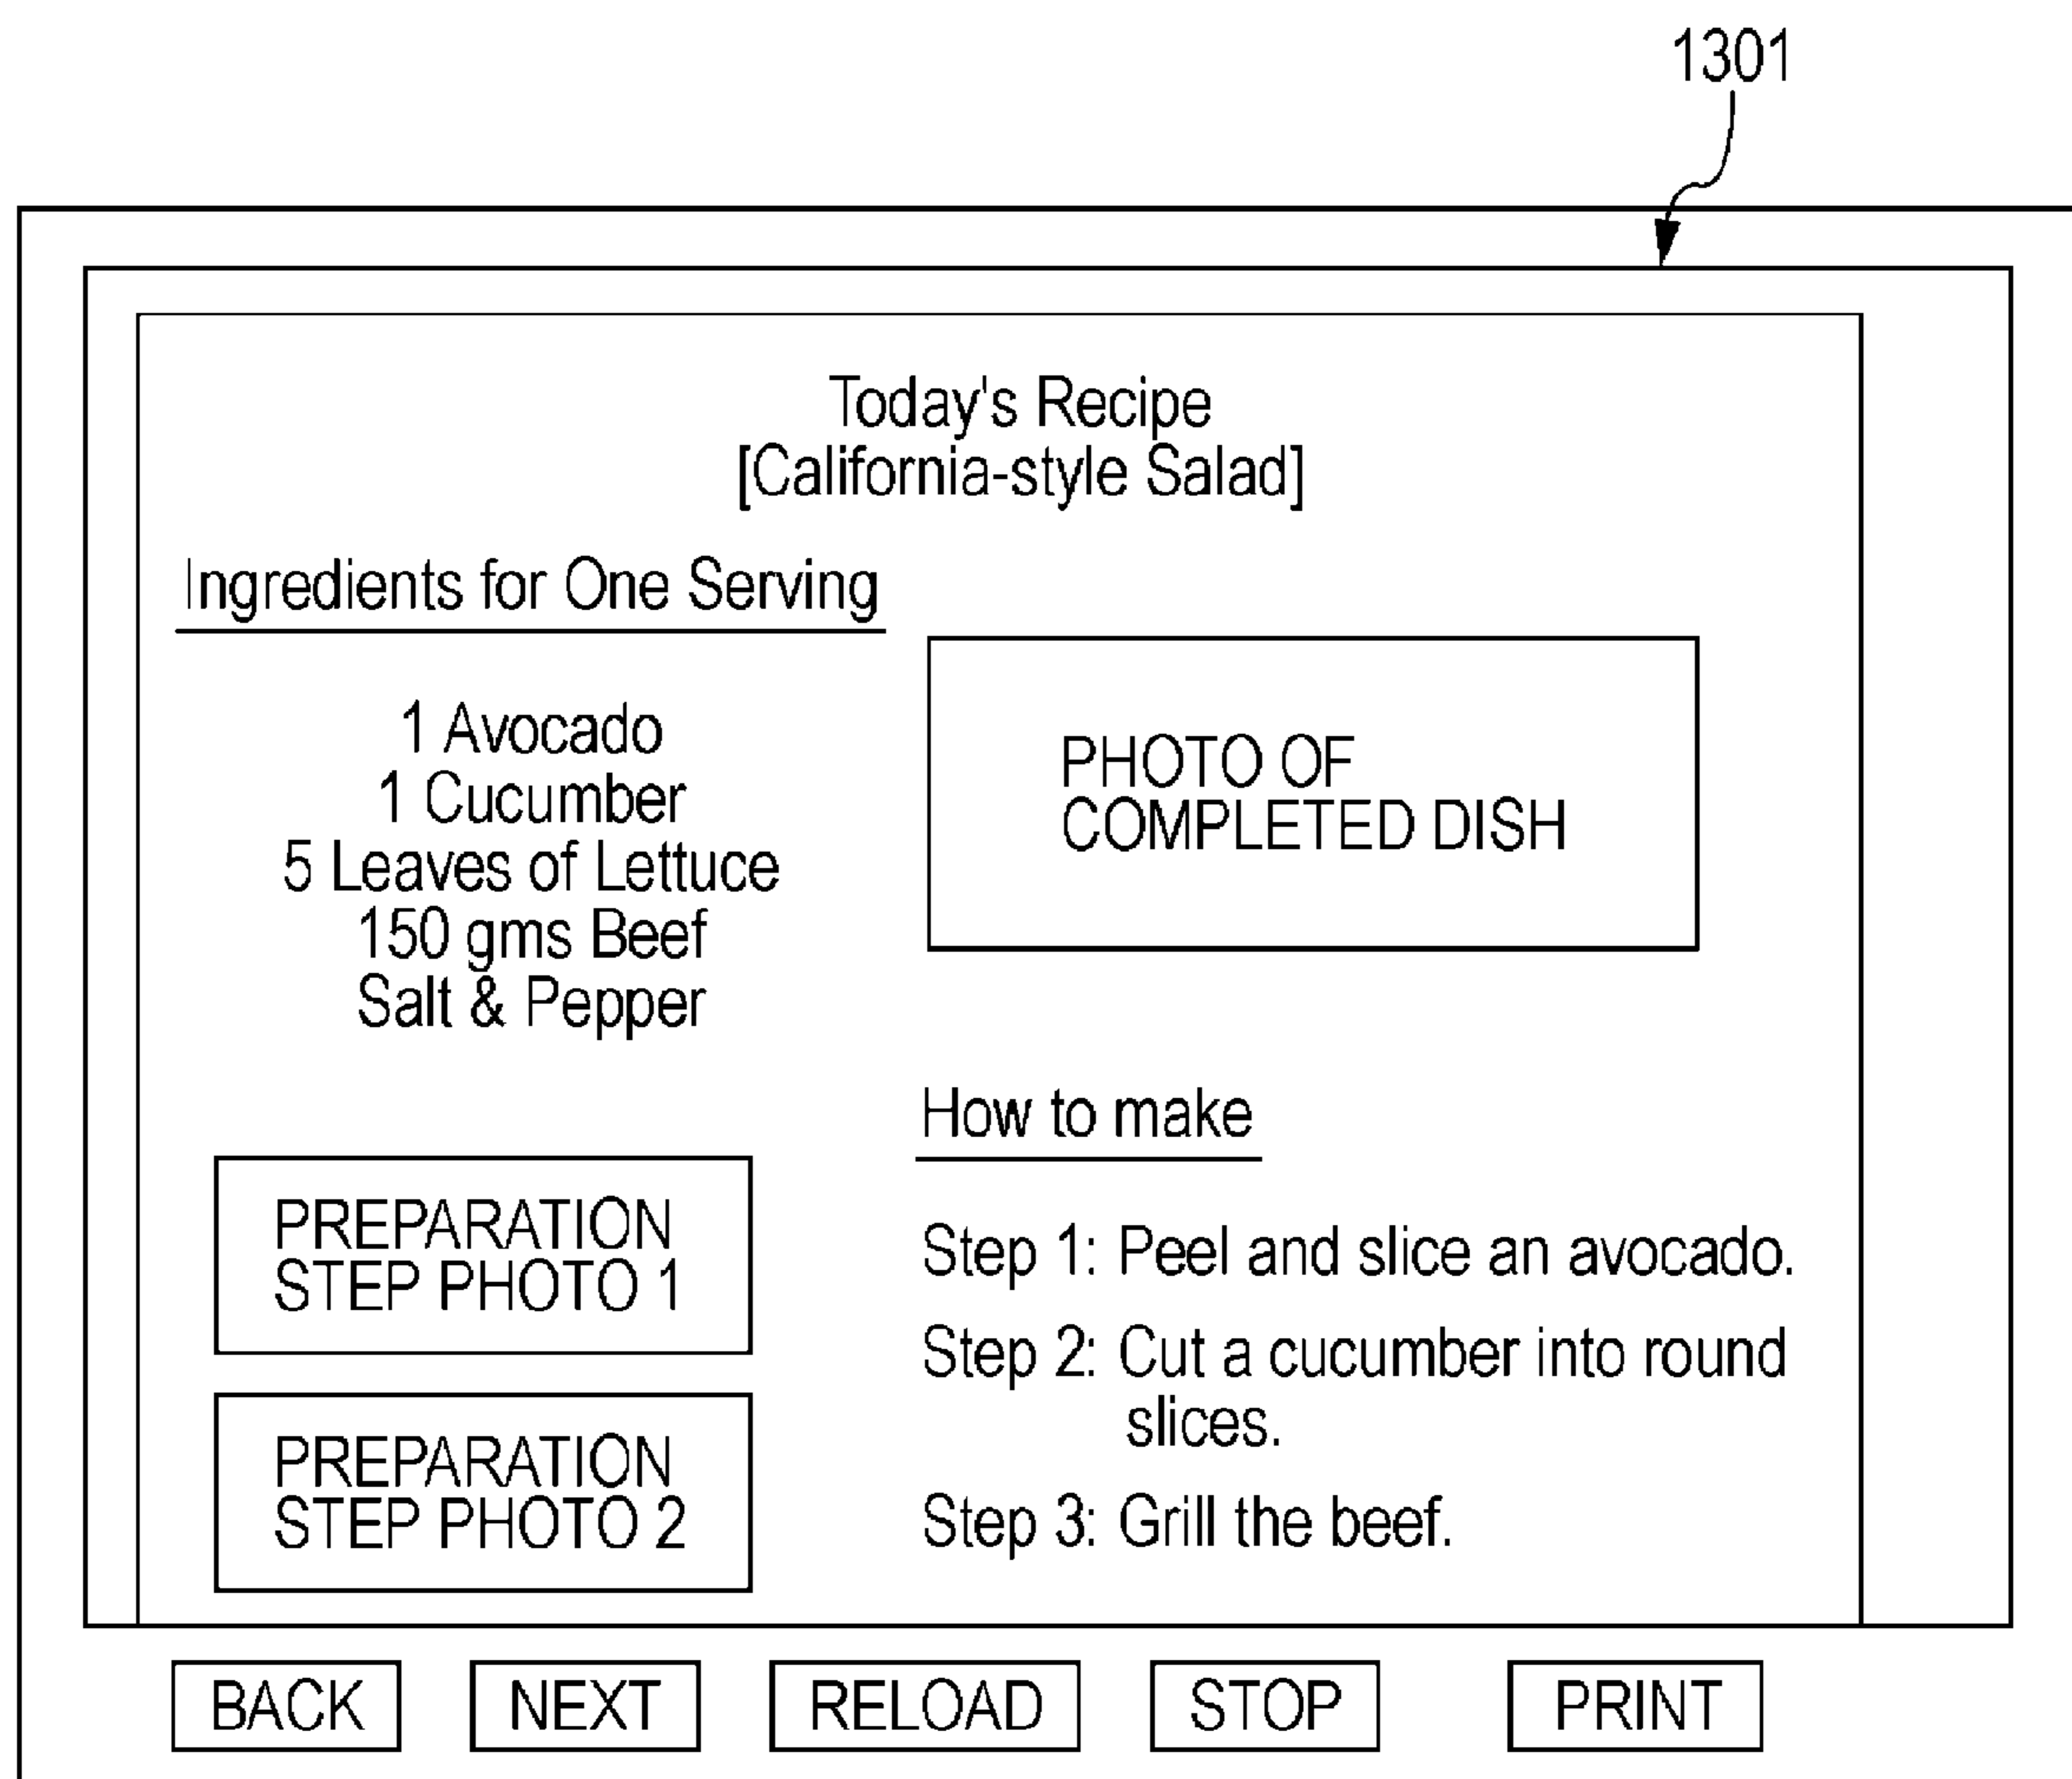 1301
Today's Recipe
[California-style Salad]
Ingredients for One Serving
1 Avocado
1 Cucumber
5 Leaves of Lettuce
150 gms Beef
Salt & Pepper
PHOTO OF
COMPLETED DISH
How to make
PREPARATION
STEP PHOTO 1
PREPARATION
STEP PHOTO 2
Step 1: Peel and slice an avocado.
Step 2: Cut a cucumber into round
slices.
Step 3: Grill the beef.
BACK
NEXT
RELOAD
STOP
PRINT